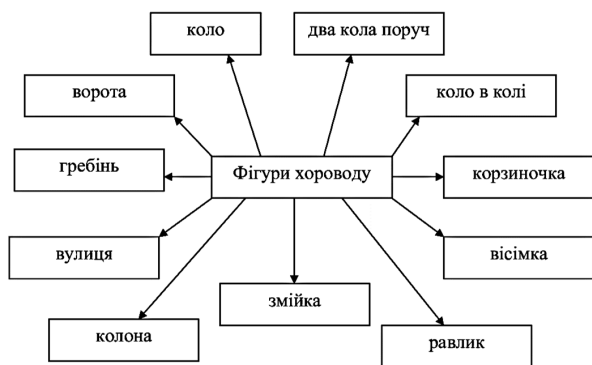 коло
два кола поруч
ворота
коло в колі
гребінь
Фігури хороводу
корзиночка
вулиця
вісімка
змійка
колона
равлик